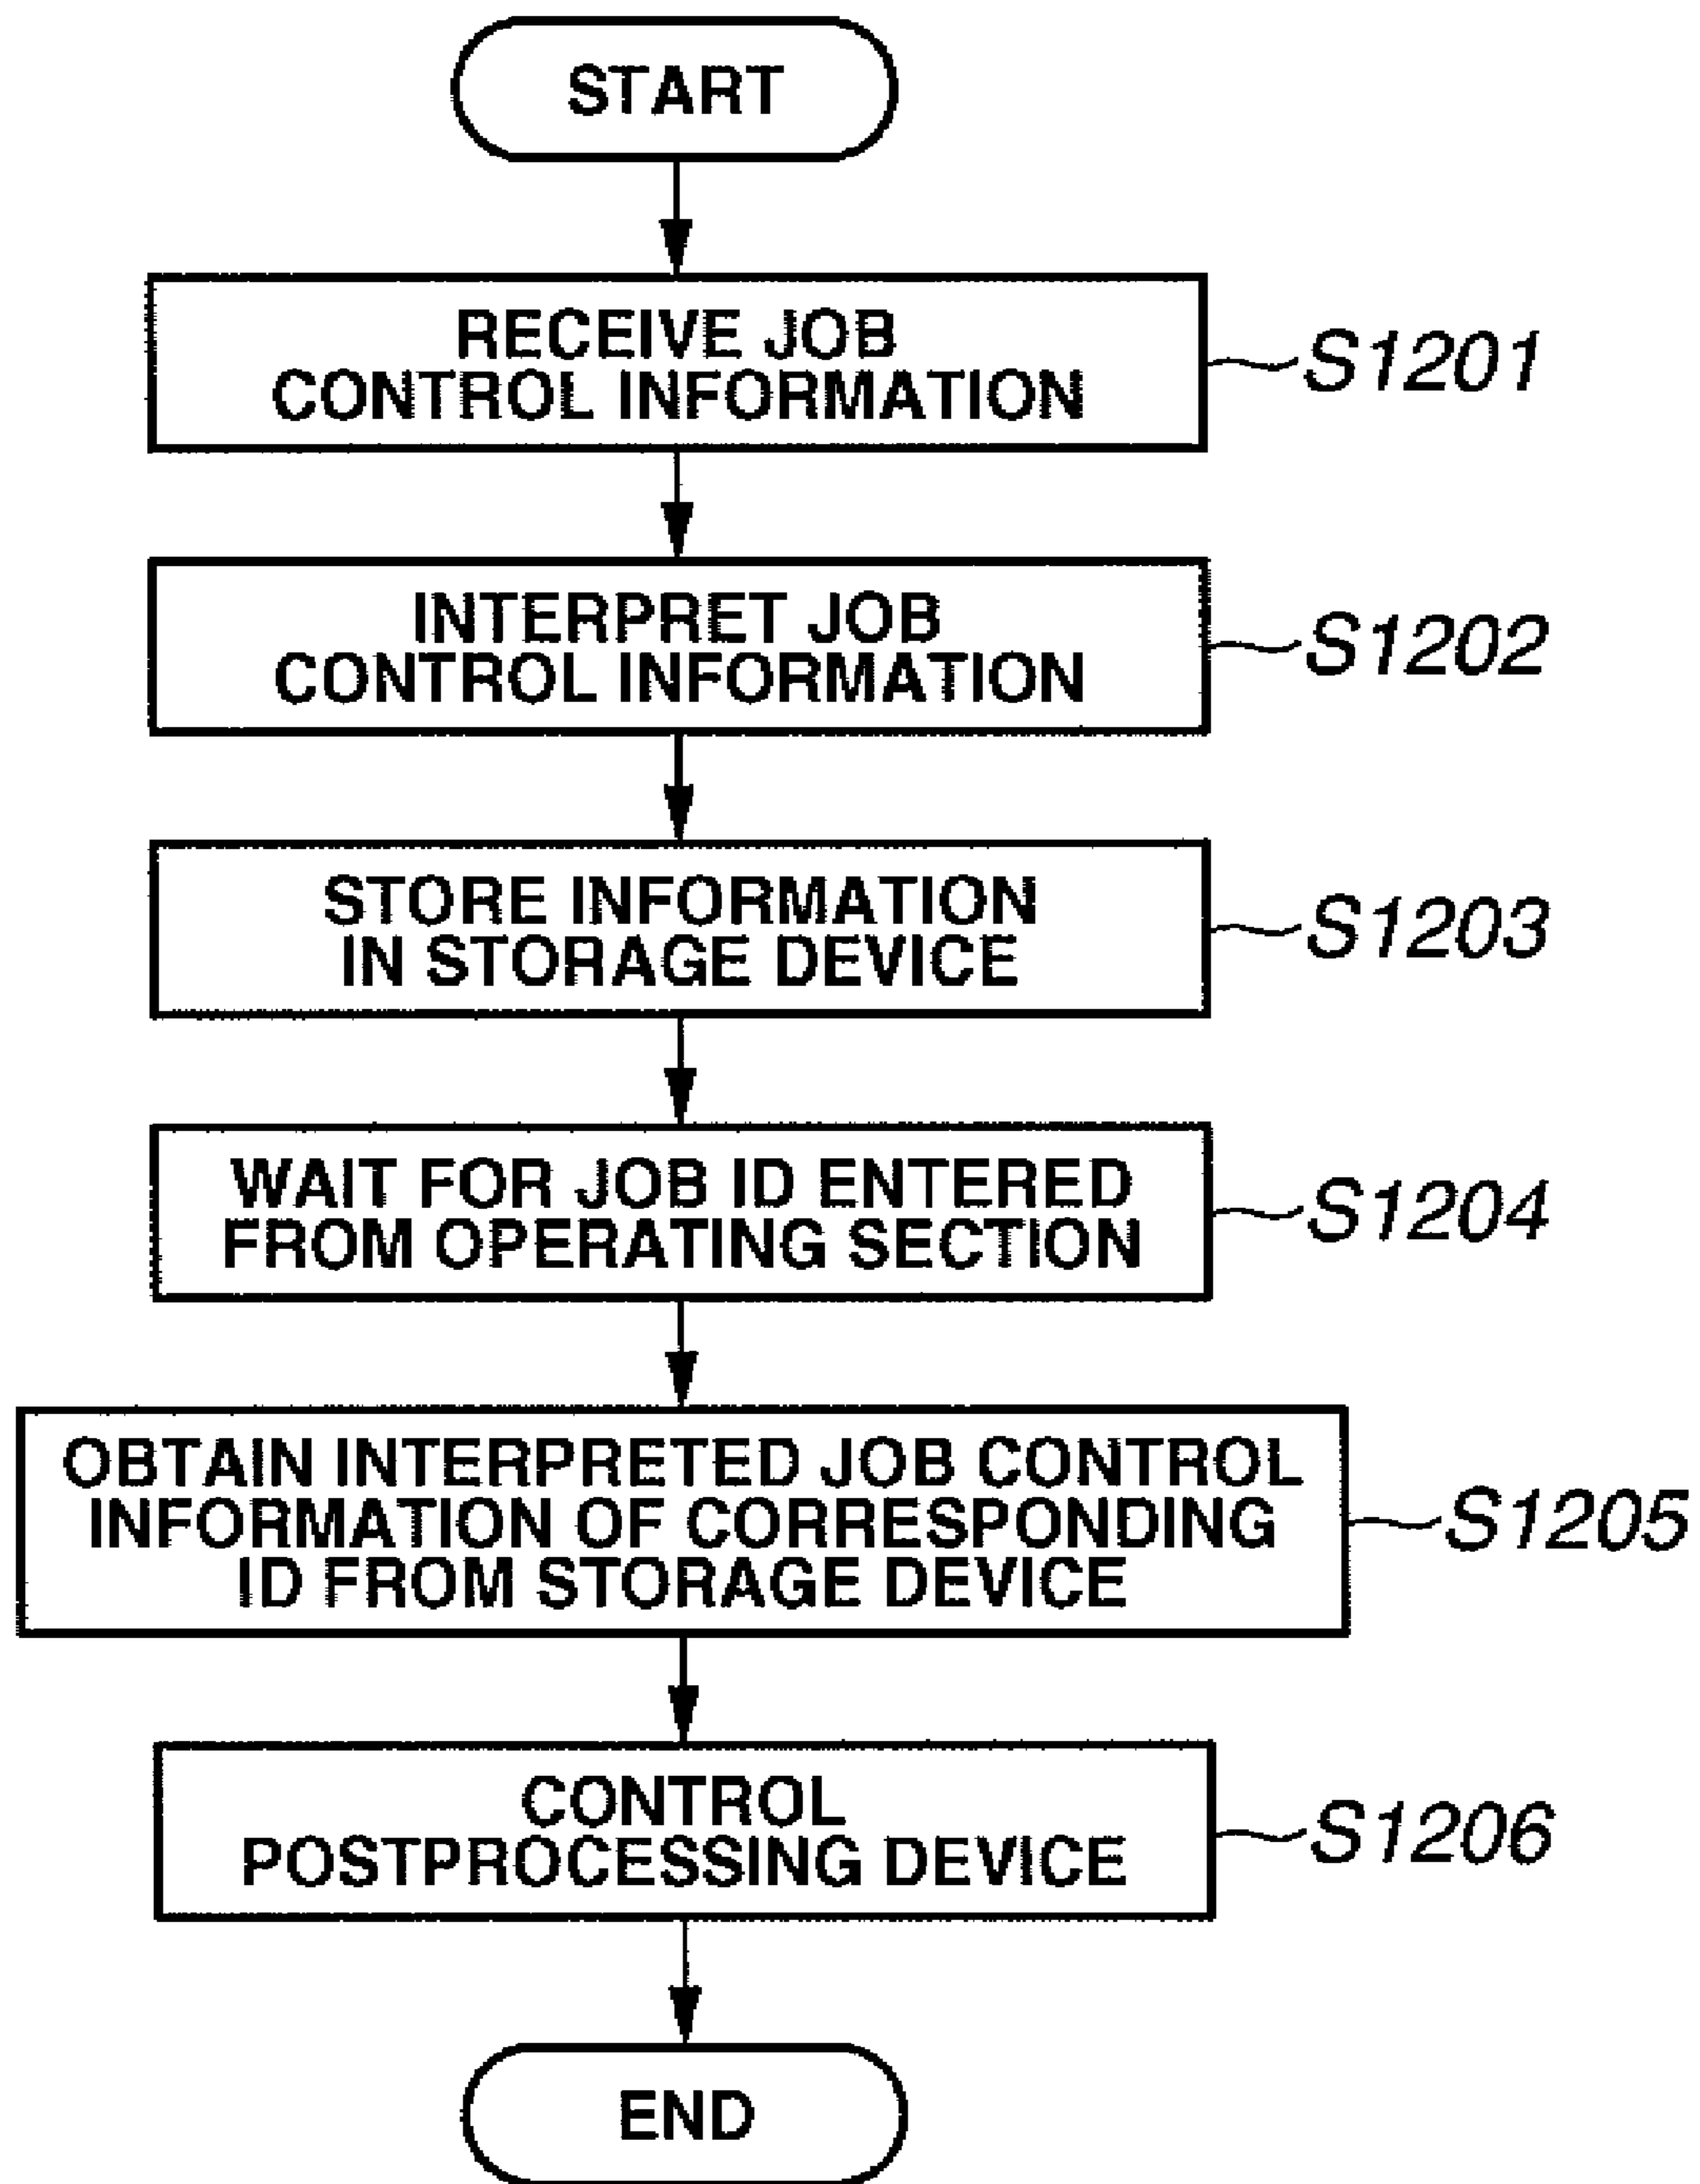 START
RECEIVE JOB
CONTROL INFORMATION
S1201
INTERPRET JOB
CONTROL INFORMATION
S1202
STORE INFORMATION
IN STORAGE DEVICE
S1203
WAIT FOR JOB ID ENTERED
FROM OPERATING SECTION
S1204
OBTAIN INTERPRETED JOB CONTROL
INFORMATION OF CORRESPONDING
ID FROM STORAGE DEVICE
S1205
CONTROL
POSTPROCESSING DEVICE
S1206
END